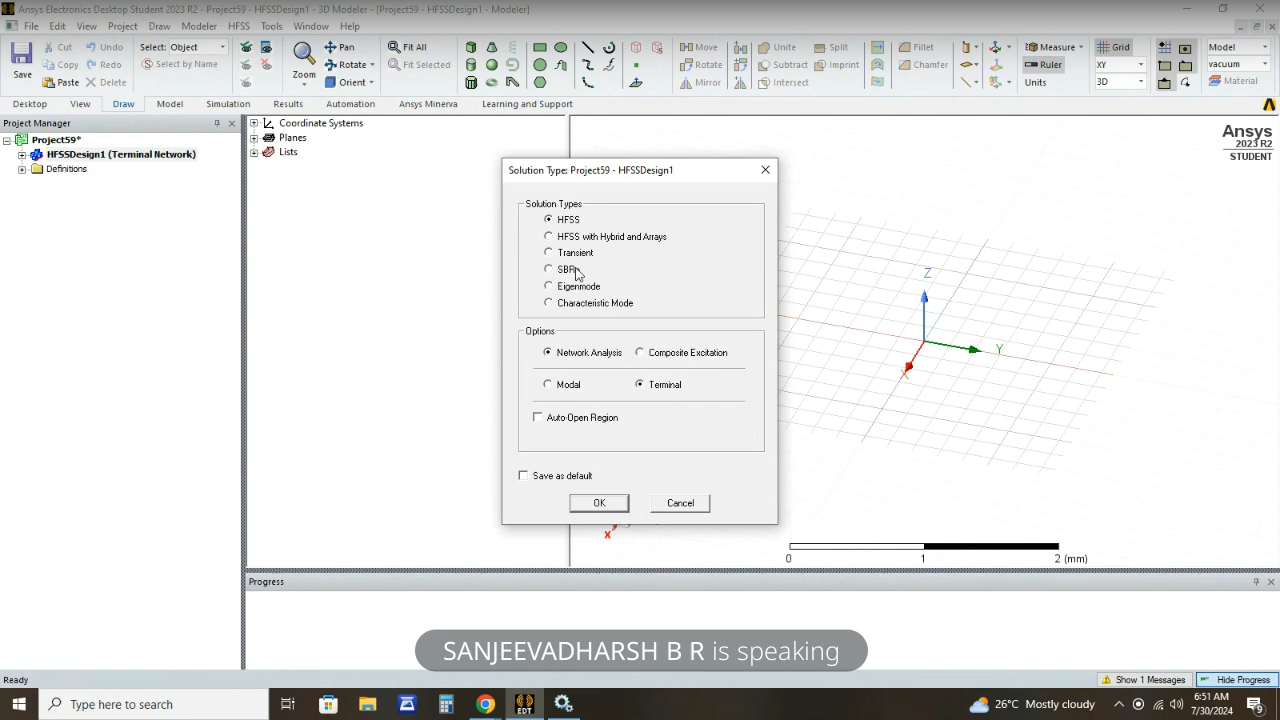 Ansys Electronics Desktop Student 2023 R2 - Project59 - HFSSDesign1 - 3D Modeler - [Project59 - HFSSDesign1 - Modeler]
File Edit View Project Draw Modeler HFSS Tools Window Help
Save
Cut Undo
Copy Redo
Paste Delete
Select: Object
Select by Name
Zoom
Pan
Rotate
Orient
Fit All
Fit Selected
Move
Rotate
Mirror
Unite Split
Subtract Imprint
Intersect
Fillet
Chamfer
Measure
Ruler
Units
Grid
XY
3D
Model
vacuum
Material
Desktop View Draw Model Simulation Results Automation Ansys Minerva Learning and Support
Project Manager
Project59*
HFSSDesign1 (Terminal Network)
Definitions
Coordinate Systems
Planes
Lists
Ansys
2023 R2
STUDENT
Solution Type: Project59 - HFSSDesign1
Solution Types
HFSS
HFSS with Hybrid and Arrays
Transient
Eigenmode
Characteristic Mode
Options
Network Analysis Composite Excitation
Modal Terminal
Auto-Open Region
Save as default
OK Cancel
Z
Y
X
X
0 1 2 (mm)
Progress
SANJEEVADHARSH B R is speaking
Ready
Show 1 Messages Hide Progress
Type here to search
EDT
26°C Mostly cloudy
6:51 AM
7/30/2024